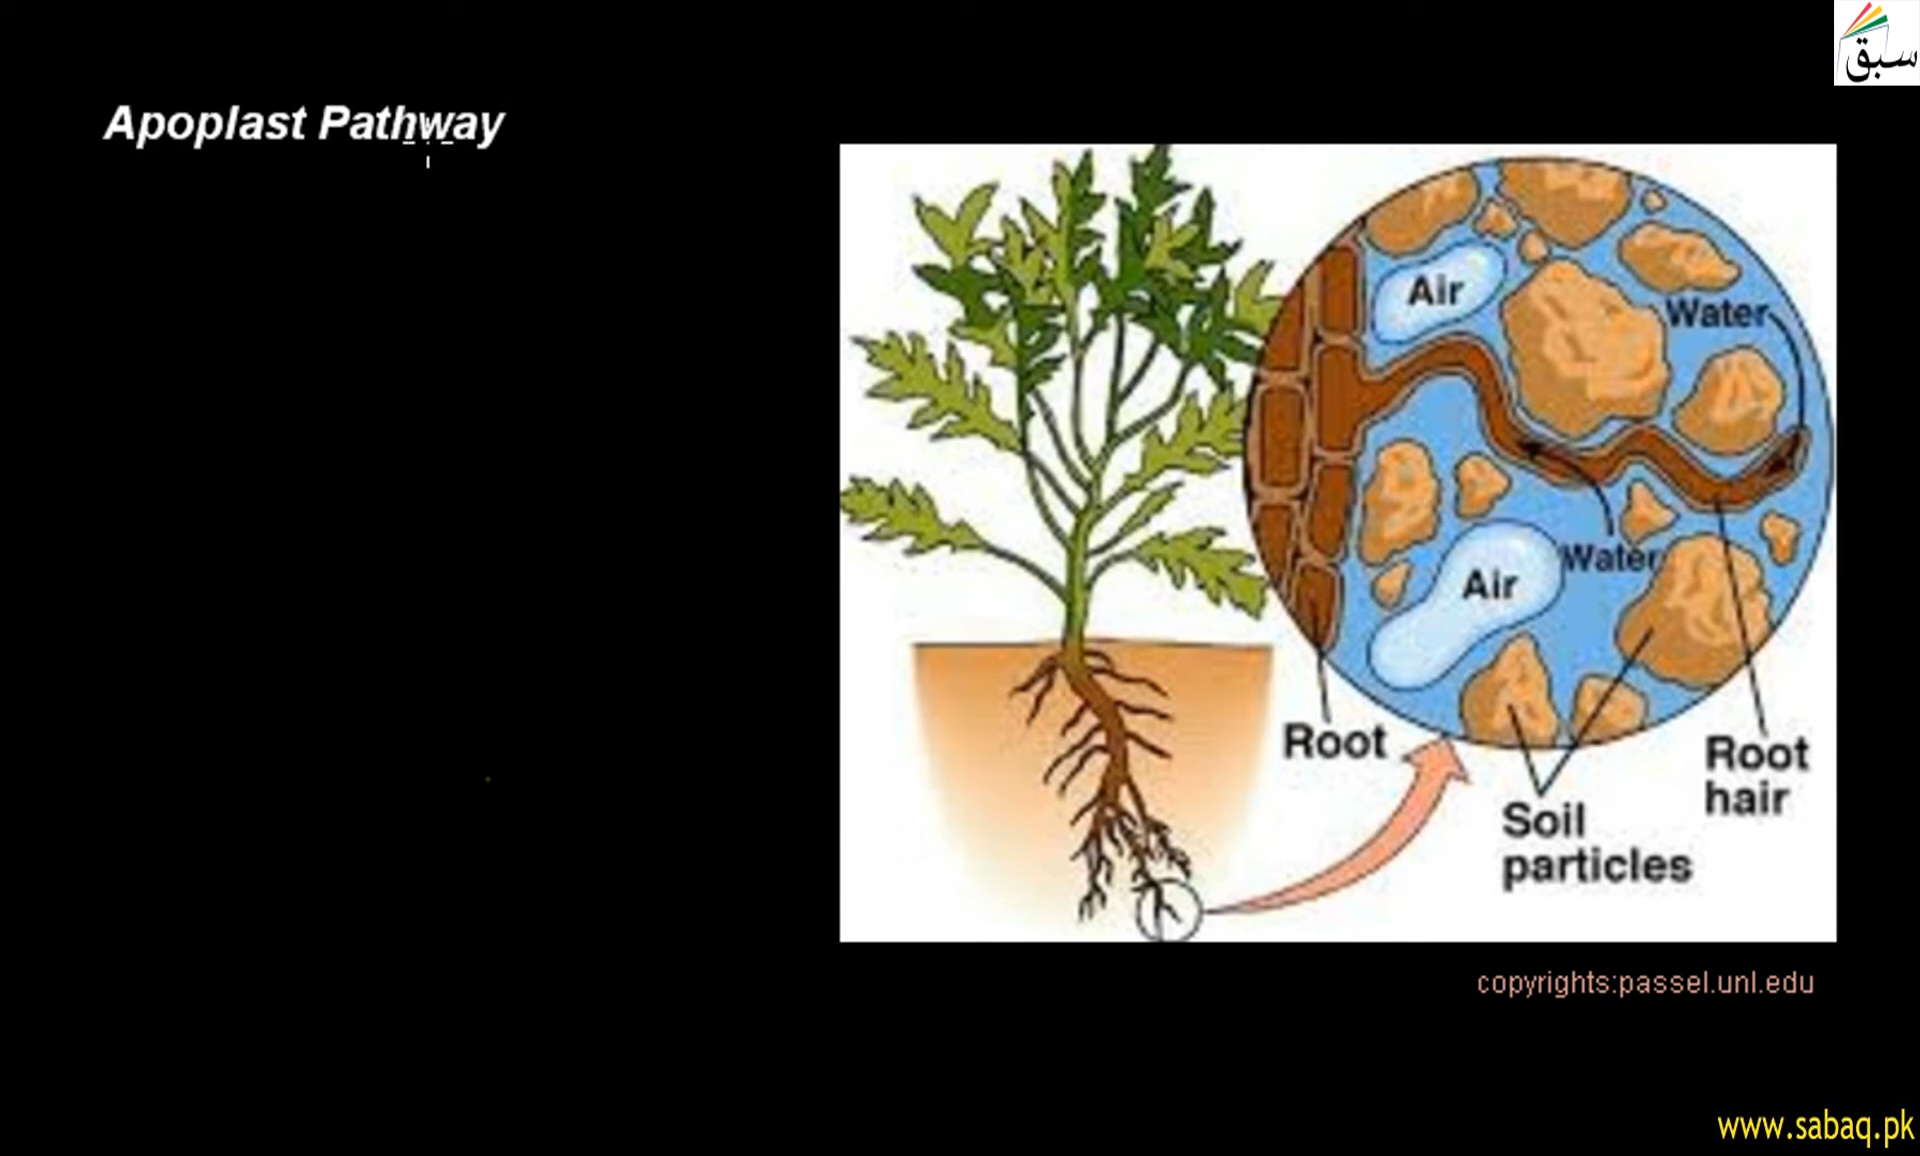 سبق
Apoplast Pathway
Air
Water
Water
Air
Root
Root
hair
Soil
particles
copyrights:passel.unl.edu
www.sabaq.pk